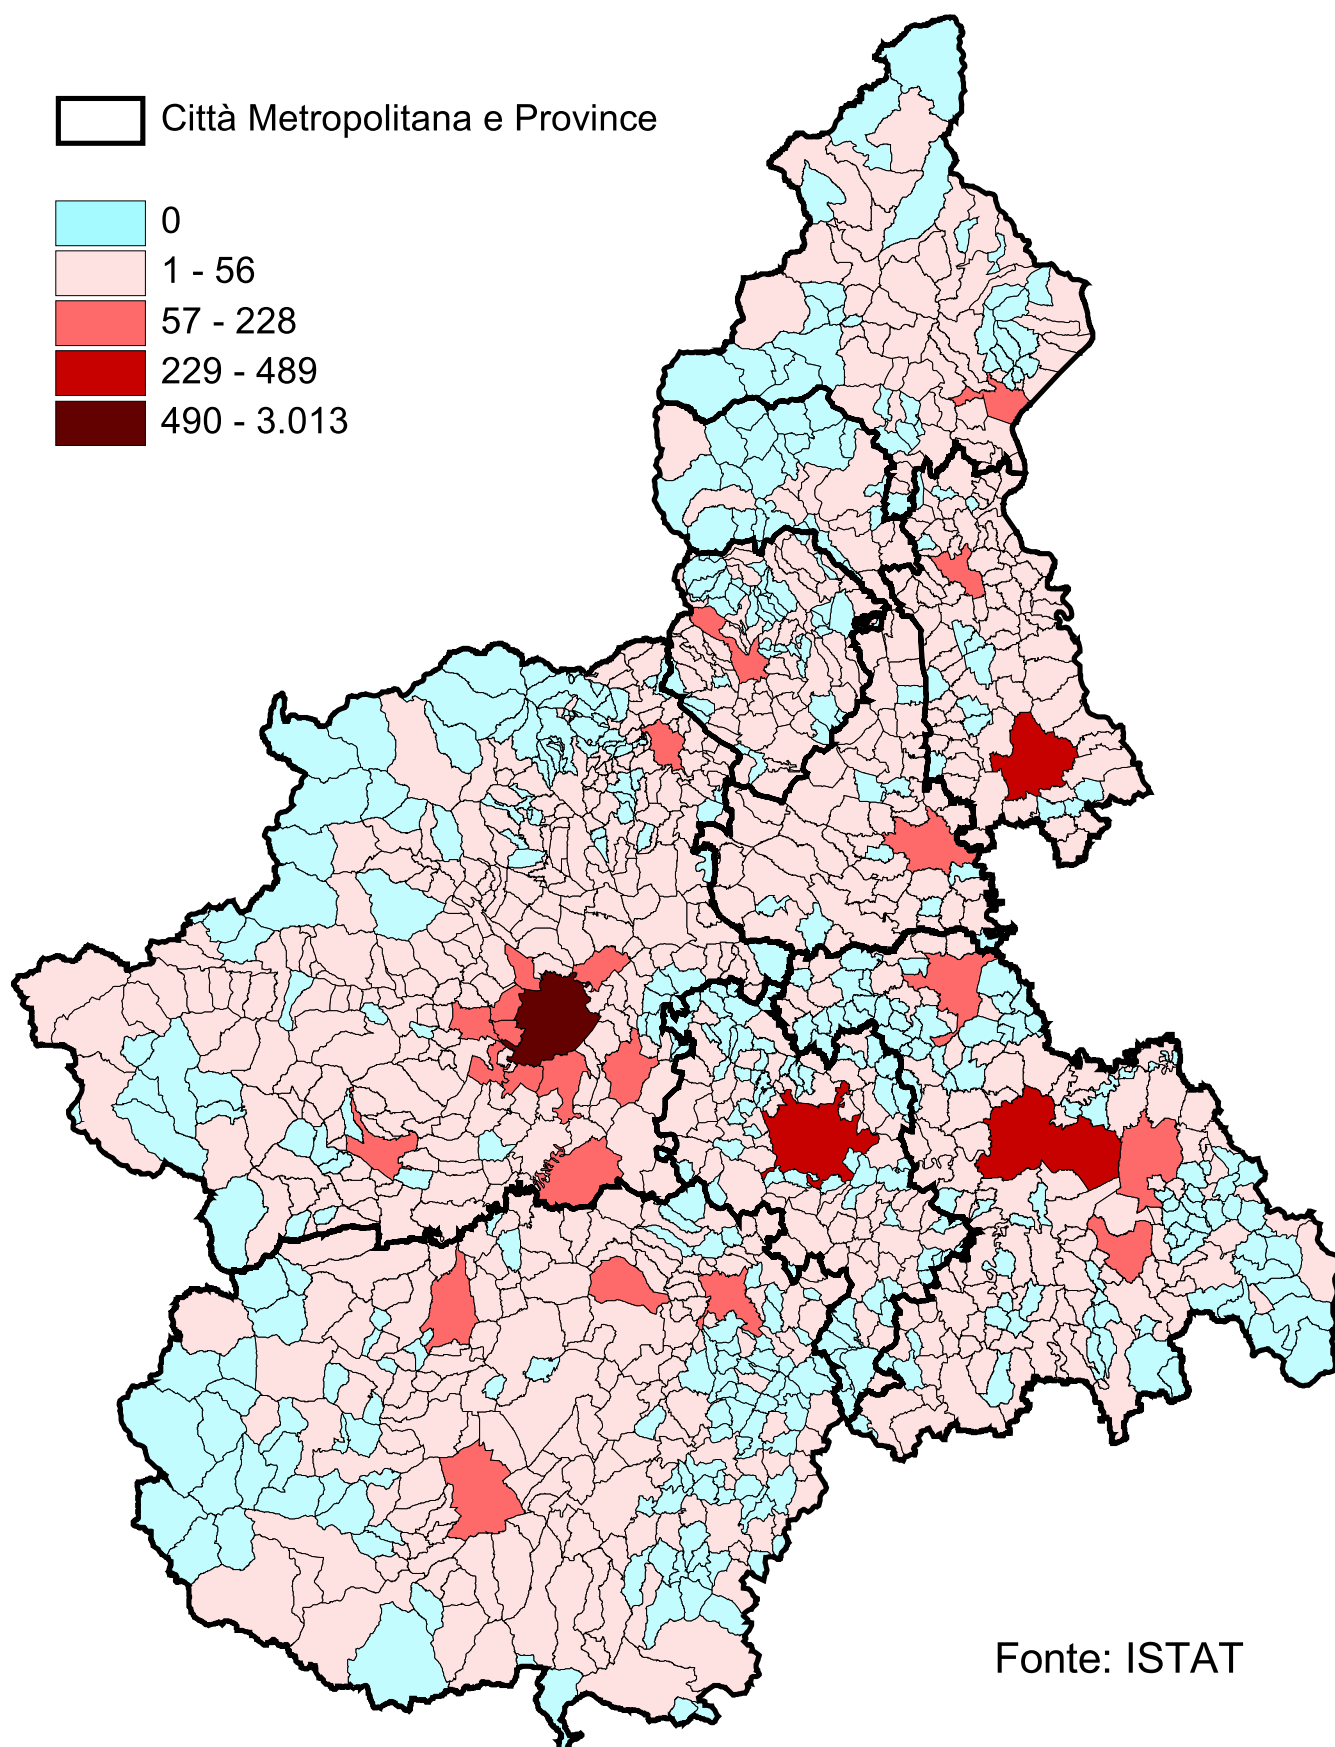 Città Metropolitana e Province
0
1 - 56
57 - 228
229 - 489
490 - 3.013
Fonte: ISTAT